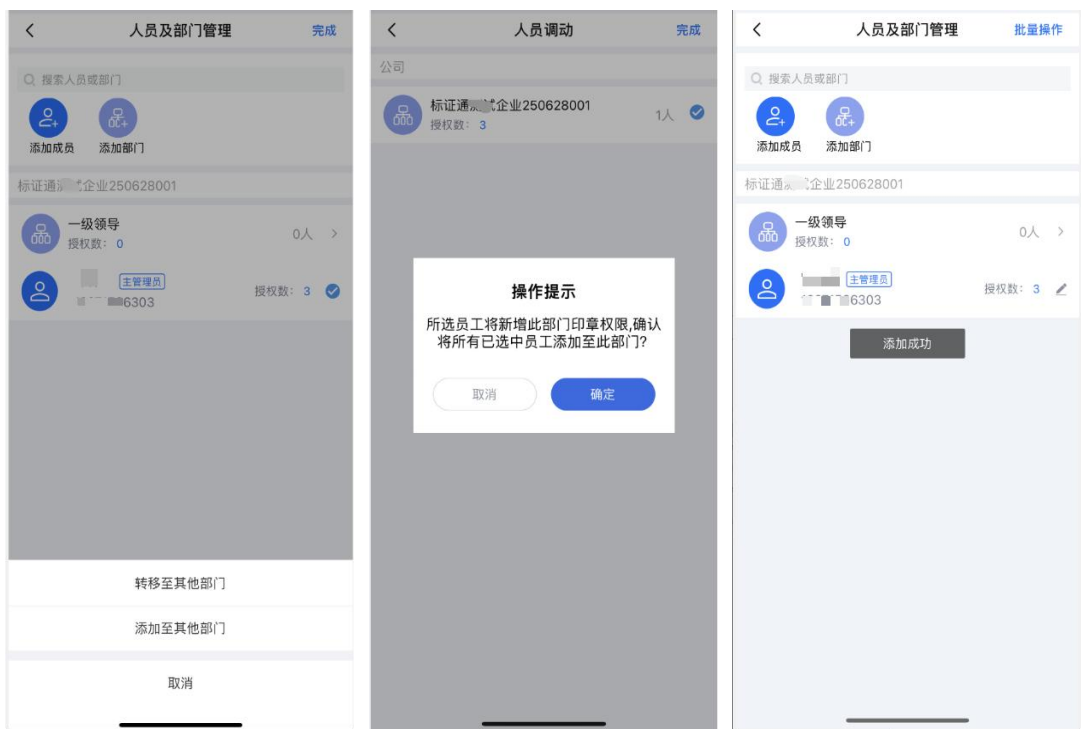 人员及部门管理
完成
搜索人员或部门
添加成员
添加部门
标证通 企业250628001
一级领导
授权数: 0
0人
主管理员
6303
授权数: 3
转移至其他部门
添加至其他部门
取消
人员调动
完成
公司
标证通 试企业250628001
授权数: 3
1人
操作提示
所选员工将新增此部门印章权限,确认
将所有已选中员工添加至此部门?
取消
确定
人员及部门管理
批量操作
搜索人员或部门
添加成员
添加部门
标证通 企业250628001
一级领导
授权数: 0
0人
主管理员
6303
授权数: 3
添加成功